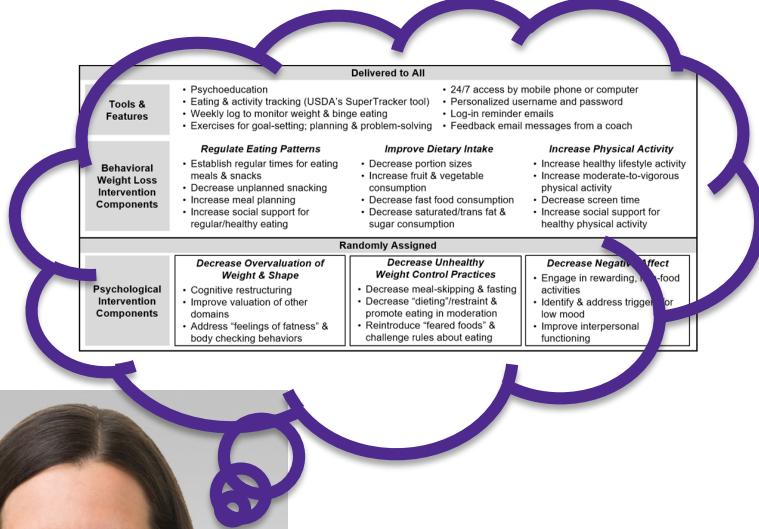 Delivered to All
Tools &
Features
• Psychoeducation
• Eating & activity tracking (USDA's SuperTracker tool)
• Weekly log to monitor weight & binge eating
• Exercises for goal-setting; planning & problem-solving
• 24/7 access by mobile phone or computer
• Personalized username and password
• Log-in reminder emails
• Feedback email messages from a coach
Behavioral
Weight Loss
Intervention
Components
Regulate Eating Patterns
• Establish regular times for eating
meals & snacks
• Decrease unplanned snacking
• Increase meal planning
• Increase social support for
regular/healthy eating
Improve Dietary Intake
• Decrease portion sizes
• Increase fruit & vegetable
consumption
• Decrease fast food consumption
• Decrease saturated/trans fat &
sugar consumption
Increase Physical Activity
• Increase healthy lifestyle activity
• Increase moderate-to-vigorous
physical activity
• Decrease screen time
• Increase social support for
healthy physical activity
Randomly Assigned
Psychological
Intervention
Components
Decrease Overvaluation of
Weight & Shape
• Cognitive restructuring
• Improve valuation of other
domains
• Address "feelings of fatness" &
body checking behaviors
Decrease Unhealthy
Weight Control Practices
• Decrease meal-skipping & fasting
• Decrease "dieting"/restraint &
promote eating in moderation
• Reintroduce "feared foods" &
challenge rules about eating
Decrease Negative Affect
• Engage in rewarding,
activities
• Identify & address
low mood
• Improve interpersonal
functioning